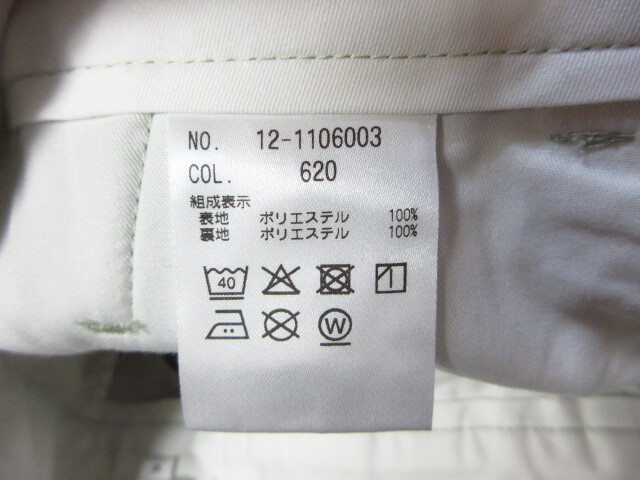 NO. 12-1106003
COL. 620
組成表示
表地 ポリエステル 100%
裏地 ポリエステル 100%
40
W